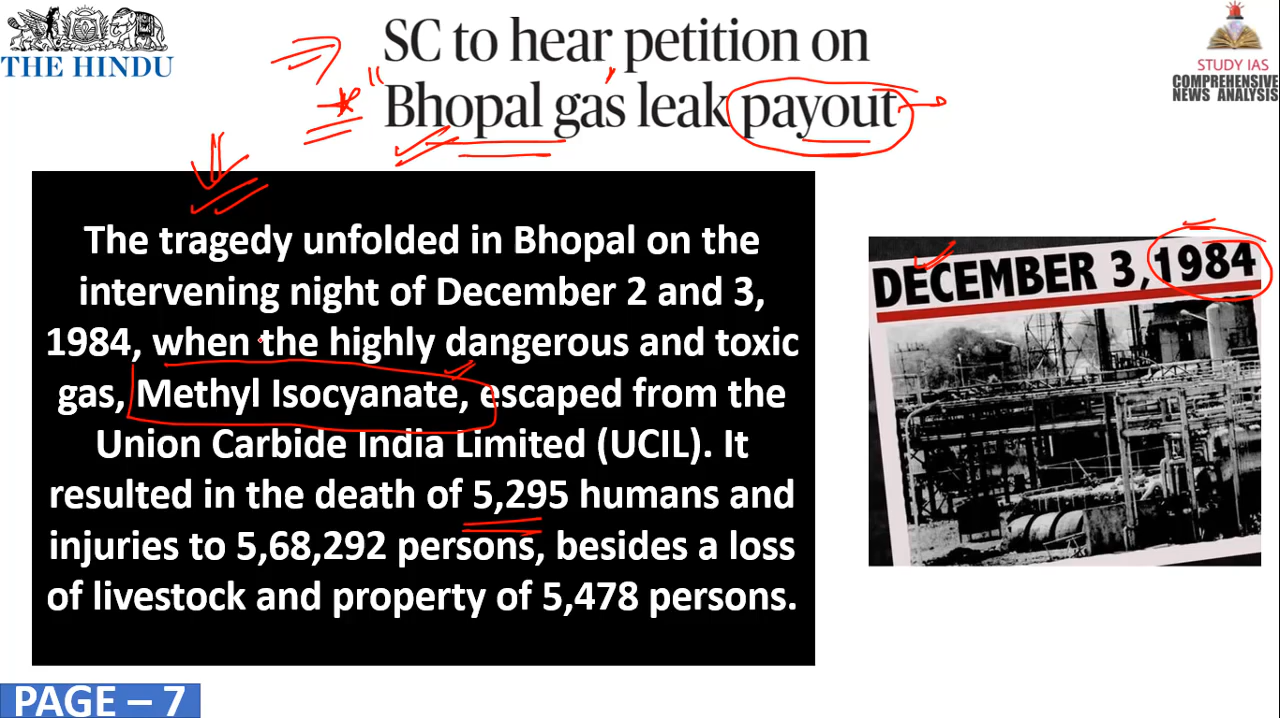 THE HINDU
SC to hear petition on
Bhopal gas leak payout
STUDY IAS
COMPREHENSIVE
NEWS ANALYSIS
The tragedy unfolded in Bhopal on the
intervening night of December 2 and 3,
1984, when the highly dangerous and toxic
gas, Methyl Isocyanate, escaped from the
Union Carbide India Limited (UCIL). It
resulted in the death of 5,295 humans and
injuries to 5,68,292 persons, besides a loss
of livestock and property of 5,478 persons.
DECEMBER 3, 1984
PAGE – 7